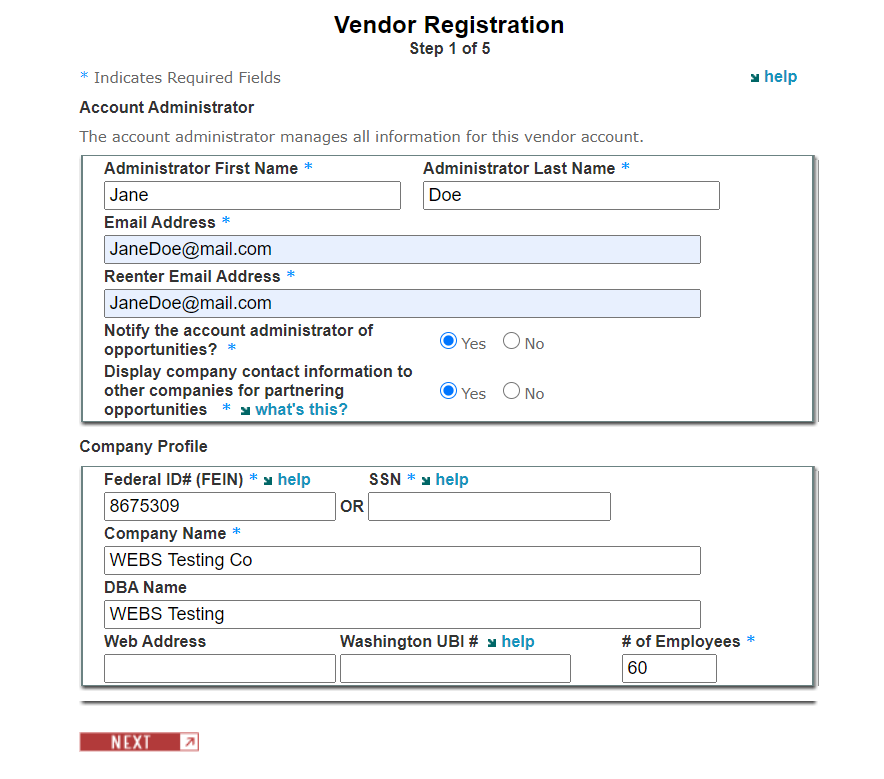 Vendor Registration
Step 1 of 5
* Indicates Required Fields help
Account Administrator
The account administrator manages all information for this vendor account.
Administrator First Name * Administrator Last Name *
Jane Doe
Email Address *
JaneDoe@mail.com
Reenter Email Address *
JaneDoe@mail.com
Notify the account administrator of
opportunities? * Yes No
Display company contact information to
other companies for partnering Yes No
opportunities * what's this?
Company Profile
Federal ID# (FEIN) * help SSN * help
8675309 OR
Company Name *
WEBS Testing Co
DBA Name
WEBS Testing
Web Address Washington UBI # help # of Employees *
60
NEXT